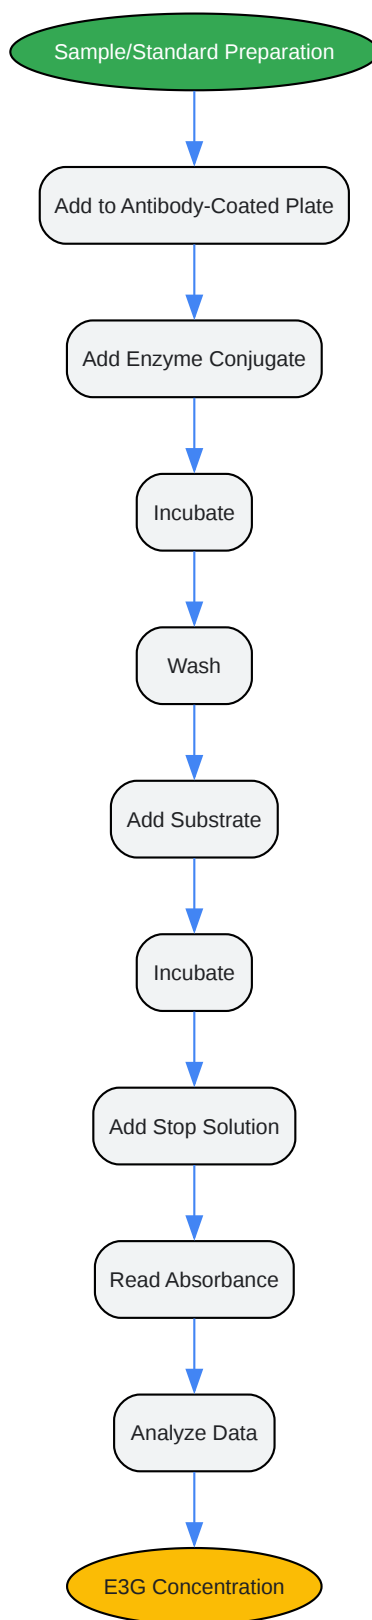 Sample/Standard Preparation
Add to Antibody-Coated Plate
Add Enzyme Conjugate
Incubate
Wash
Add Substrate
Incubate
Add Stop Solution
Read Absorbance
Analyze Data
E3G Concentration